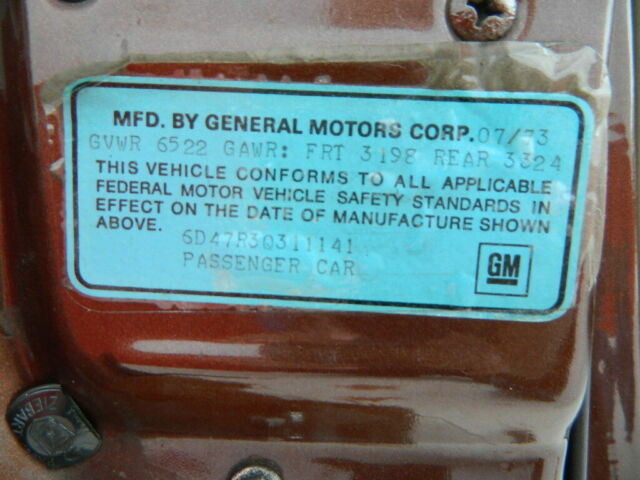 MFD. BY GENERAL MOTORS CORP. 07/73
GVWR 6522 GAWR: FRT 3198 REAR 3324
THIS VEHICLE CONFORMS TO ALL APPLICABLE
FEDERAL MOTOR VEHICLE SAFETY STANDARDS IN
EFFECT ON THE DATE OF MANUFACTURE SHOWN
ABOVE.
6D47R3Q311141
PASSENGER CAR
GM
ZIEBART